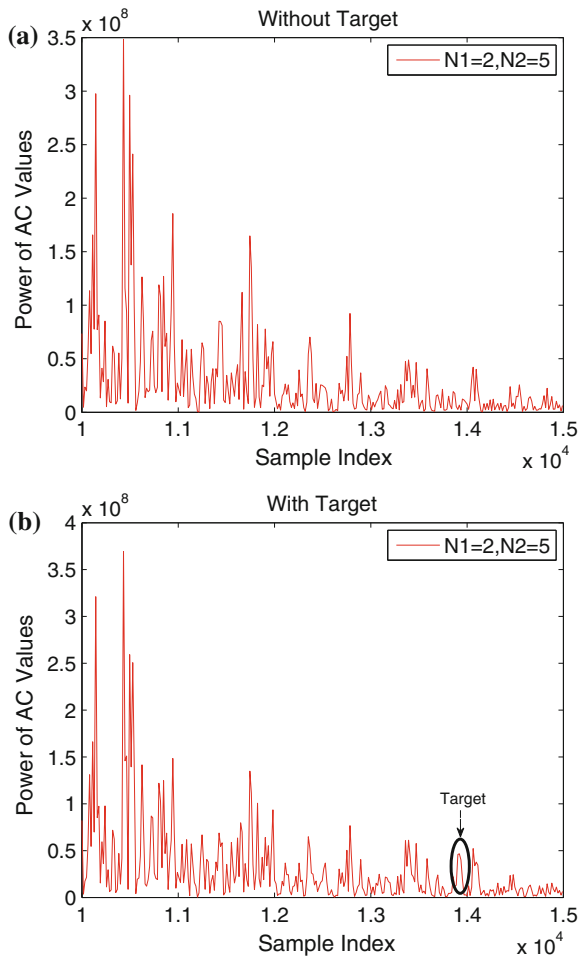 (a)
Without Target
× 10^8
N1=2,N2=5
3.5
3
2.5
2
1.5
1
0.5
0
Power of AC Values
1 1.1 1.2 1.3 1.4 1.5
Sample Index
× 10^4
(b)
With Target
× 10^8
N1=2,N2=5
4
3.5
3
2.5
2
1.5
1
0.5
0
Power of AC Values
Target
1 1.1 1.2 1.3 1.4 1.5
Sample Index
× 10^4